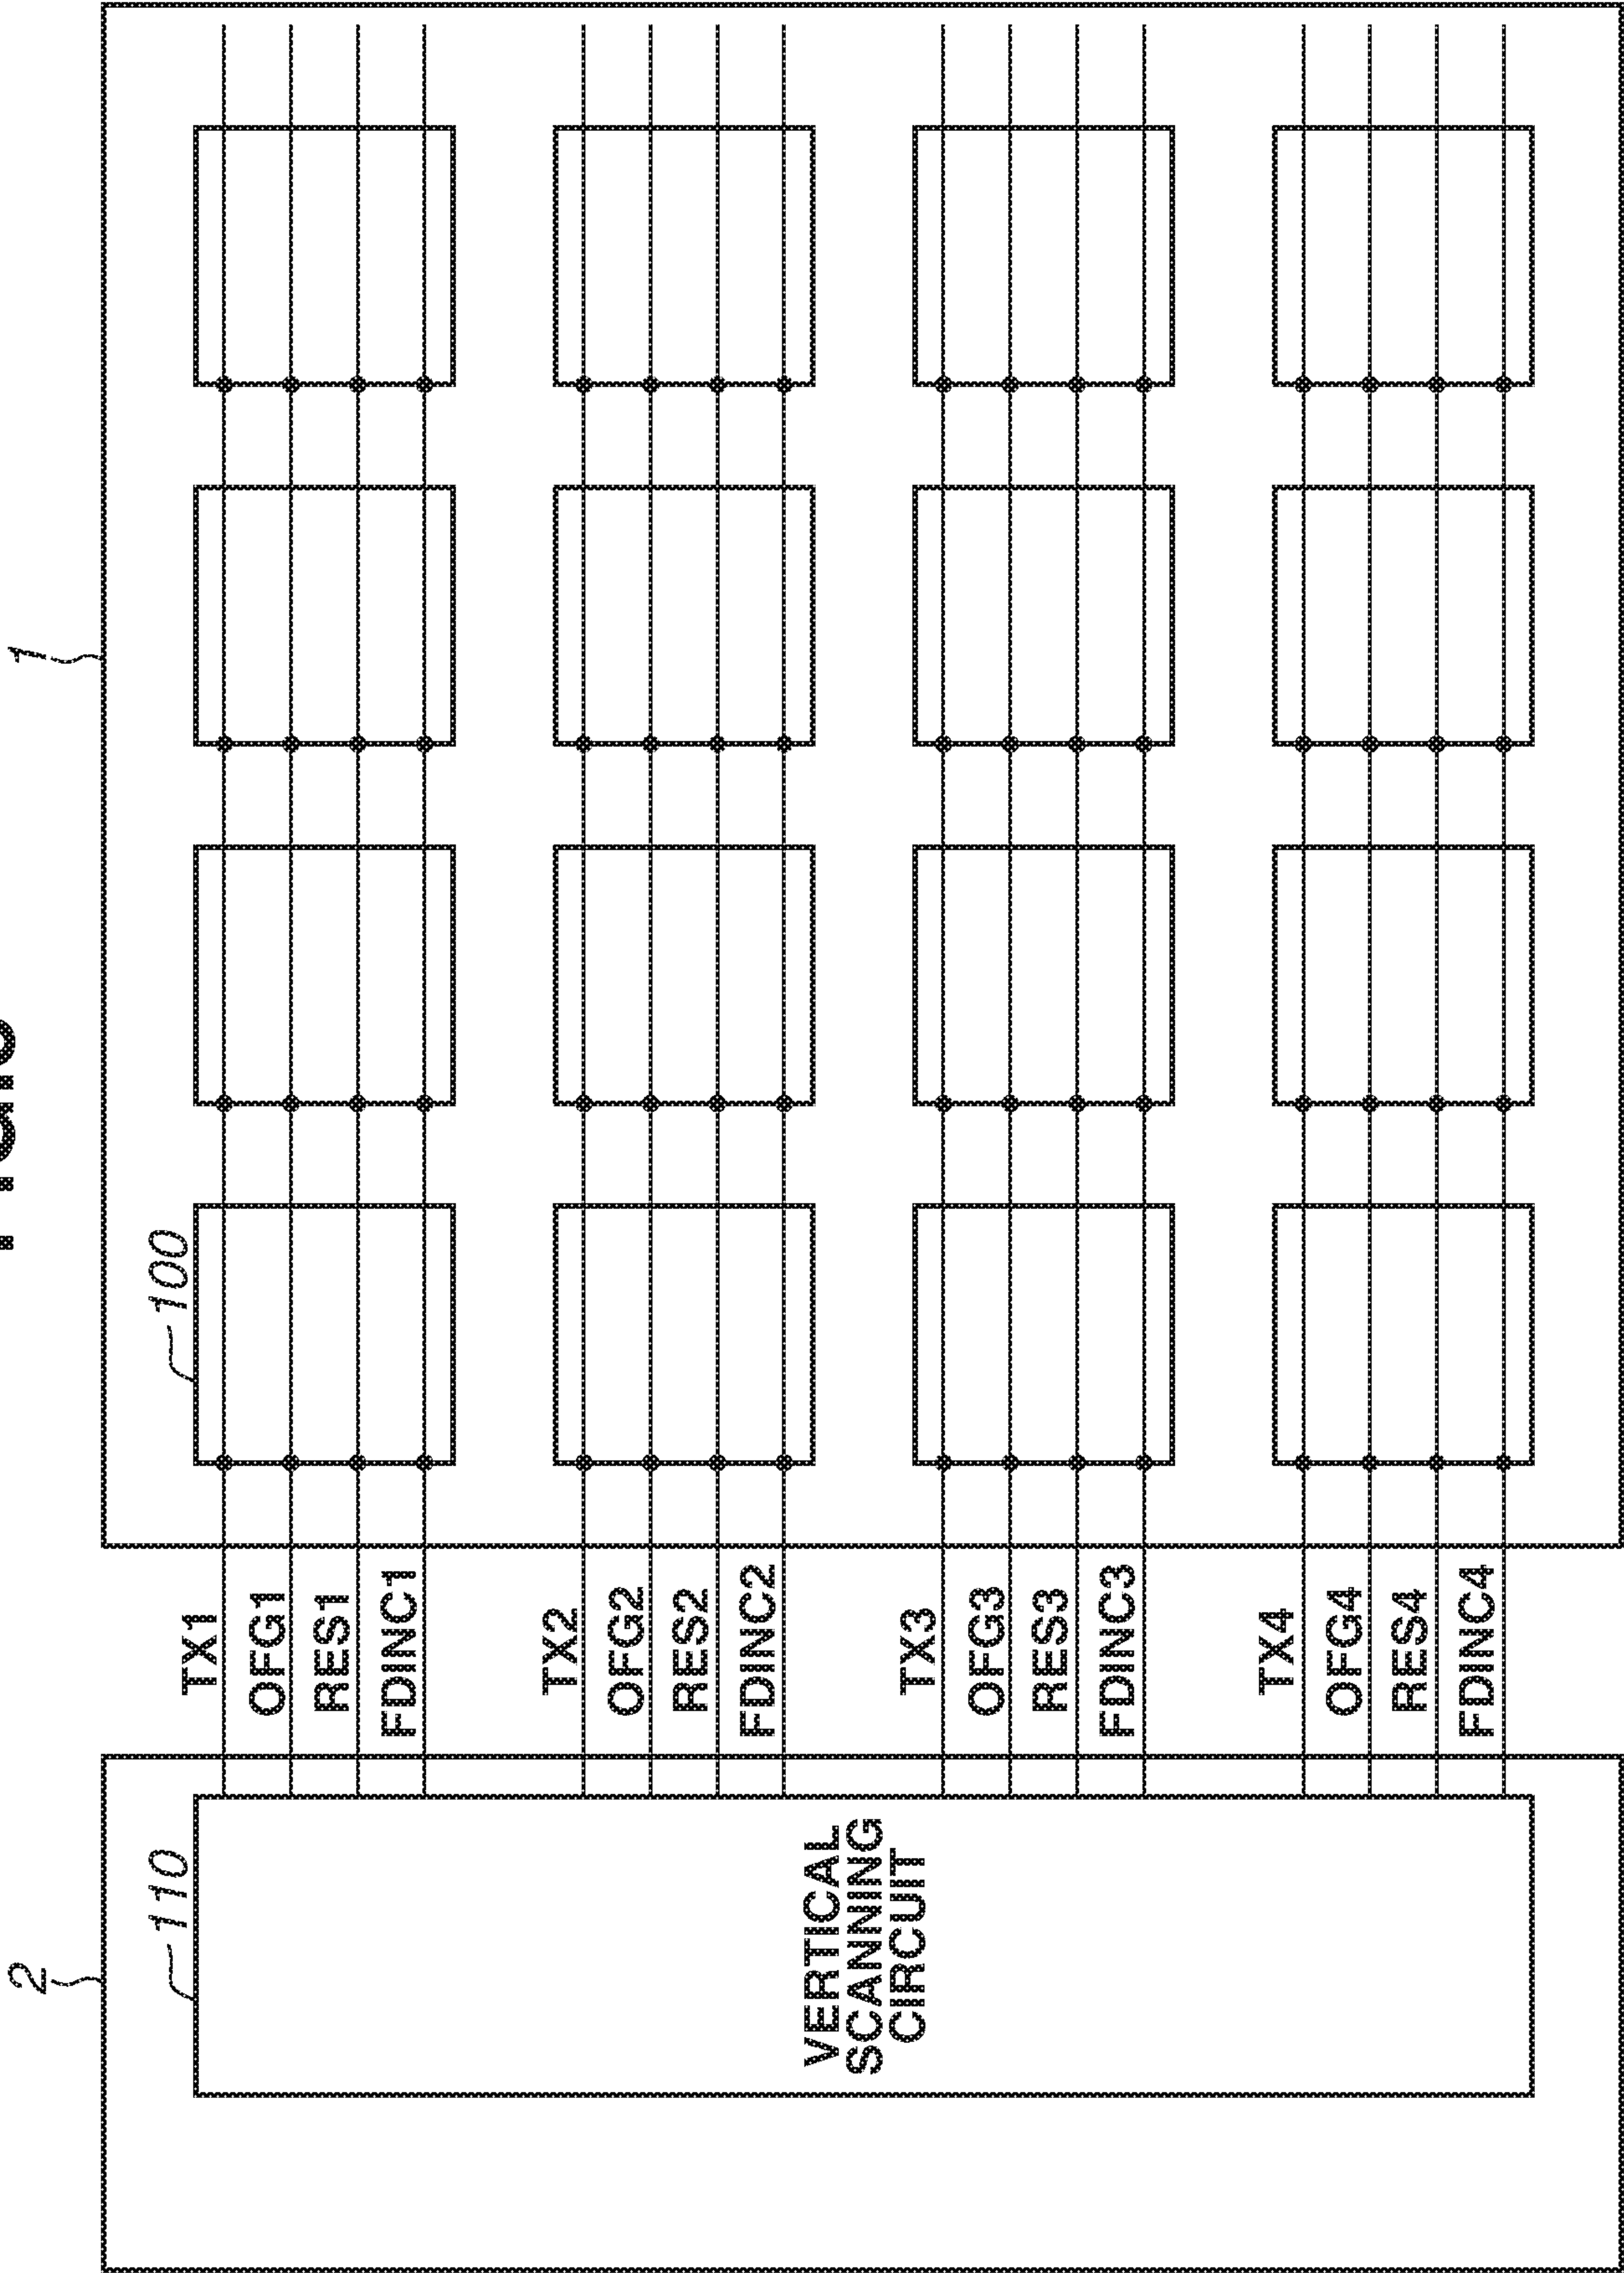 2
1
110
100
TX1
OFG1
RES1
FDINC1
TX2
OFG2
RES2
FDINC2
VERTICAL
SCANNING
CIRCUIT
TX3
OFG3
RES3
FDINC3
TX4
OFG4
RES4
FDINC4